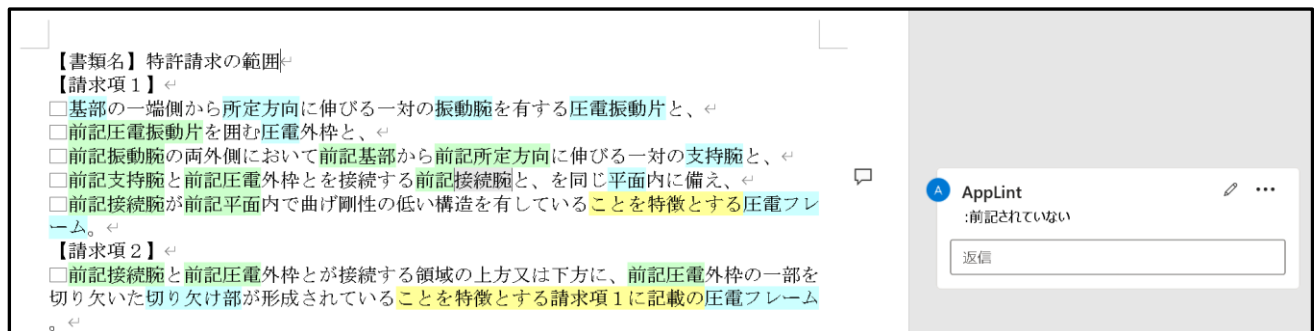 【書類名】特許請求の範囲↵
【請求項１】↵
□基部の一端側から所定方向に伸びる一対の振動腕を有する圧電振動片と、↵
□前記圧電振動片を囲む圧電外枠と、↵
□前記振動腕の両外側において前記基部から前記所定方向に伸びる一対の支持腕と、↵
□前記支持腕と前記圧電外枠とを接続する前記接続腕と、を同じ平面内に備え、↵
□前記接続腕が前記平面内で曲げ剛性の低い構造を有していることを特徴とする圧電フレ
ーム。↵
【請求項２】↵
□前記接続腕と前記圧電外枠とが接続する領域の上方又は下方に、前記圧電外枠の一部を
切り欠いた切り欠け部が形成されていることを特徴とする請求項１に記載の圧電フレーム
。↵
A AppLint
:前記されていない
返信